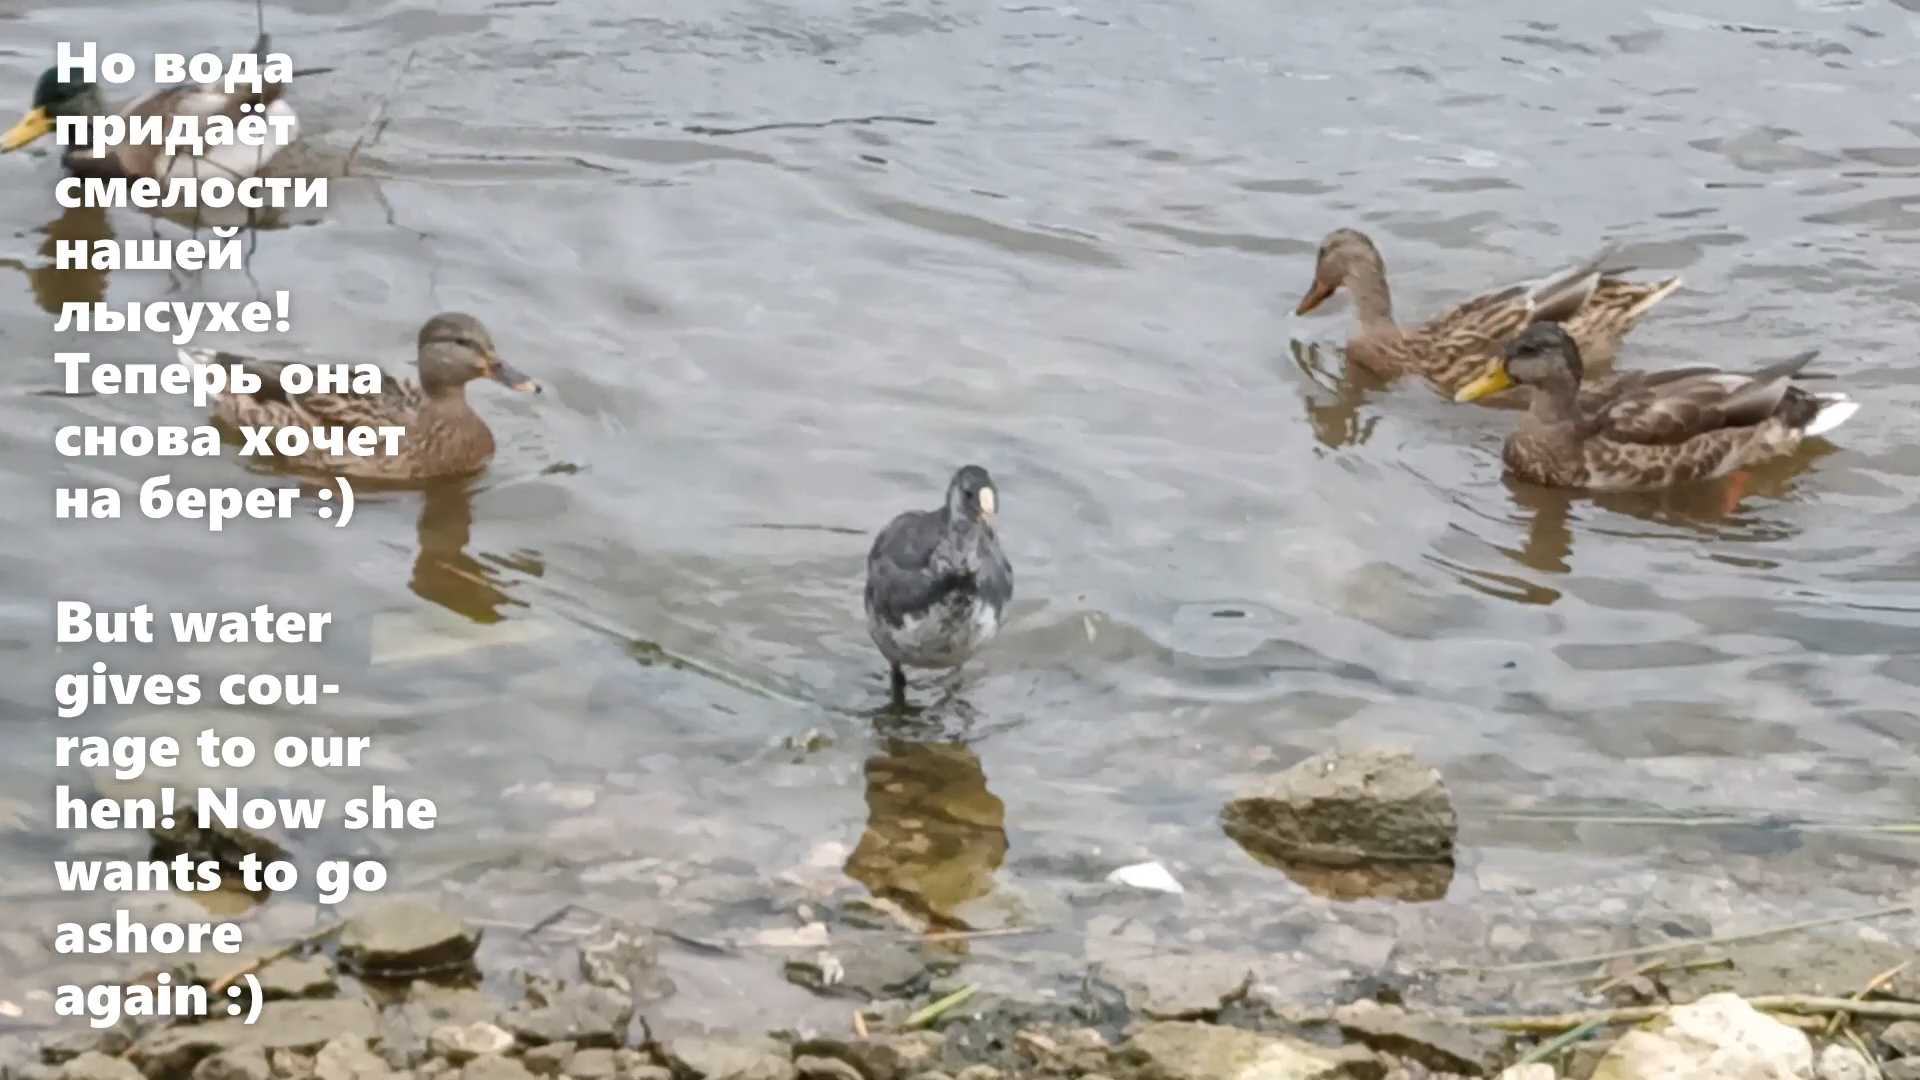 Но вода
придаёт
смелости
нашей
лысухе!
Теперь она
снова хочет
на берег :)
But water
gives cou-
rage to our
hen! Now she
wants to go
ashore
again :)